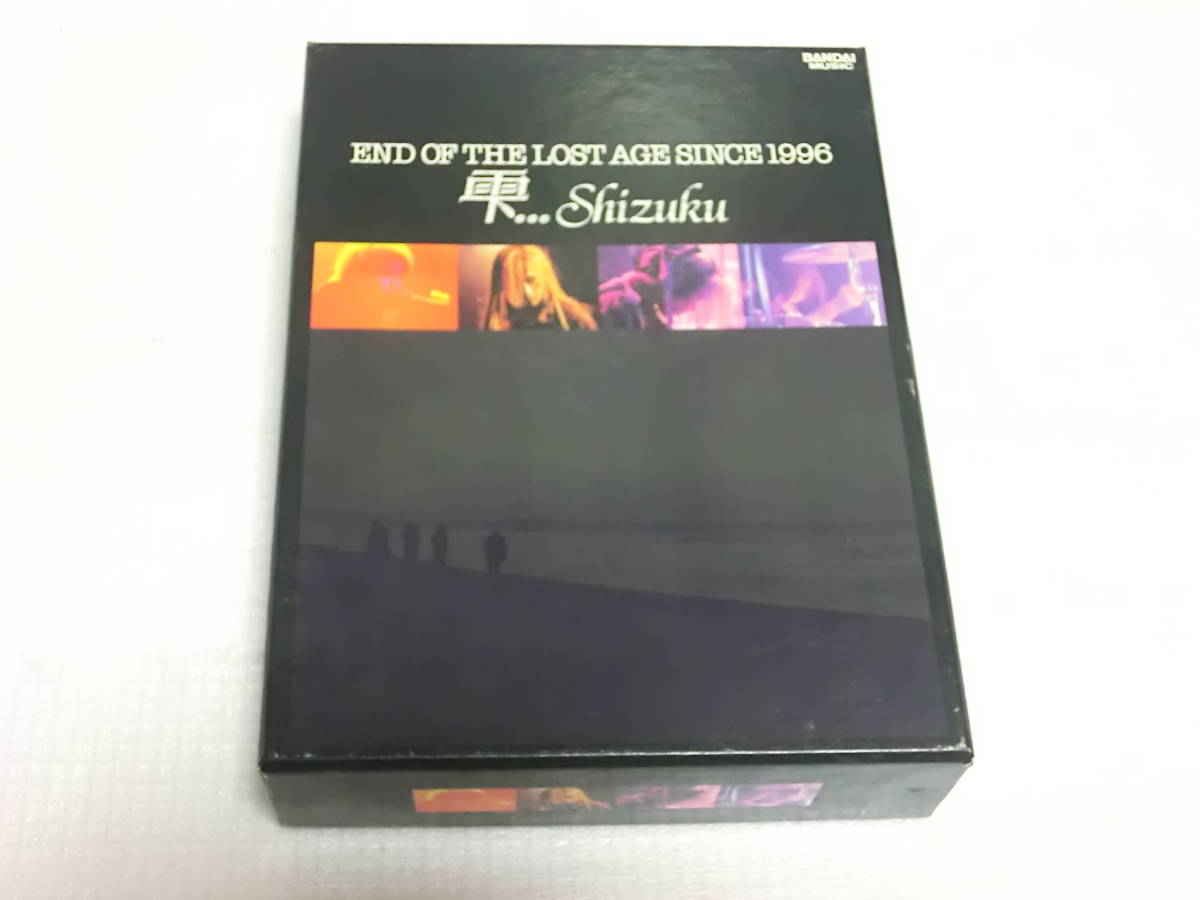 BANDAI
MUSIC
END OF THE LOST AGE SINCE 1996
雫... Shizuku